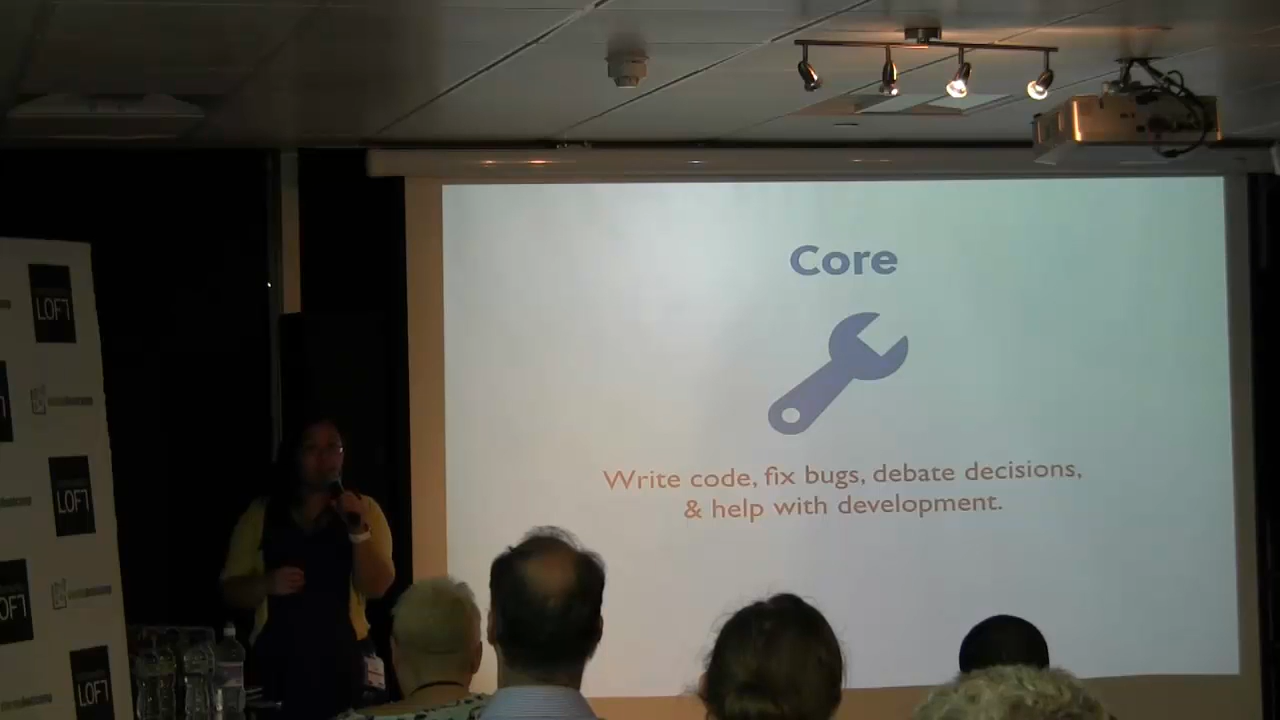 Core
Write code, fix bugs, debate decisions,
& help with development.
LOFT
LOFT
LOFT
LOFT